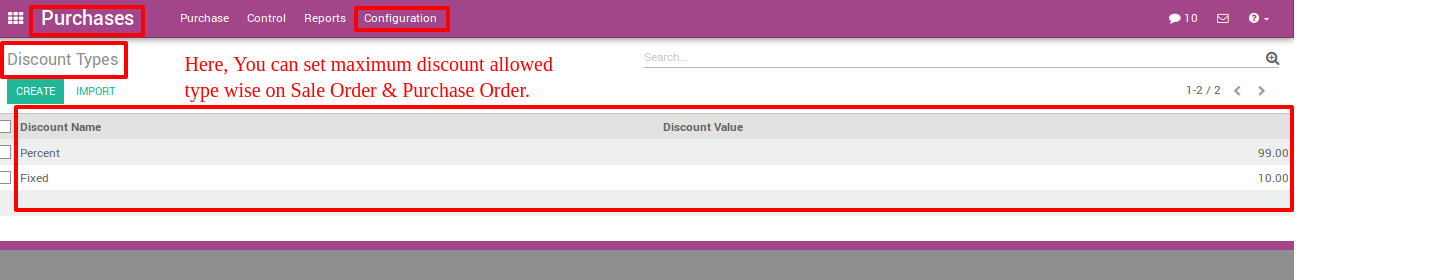 Purchases Purchase Control Reports Configuration 10
Discount Types
Here, You can set maximum discount allowed
type wise on Sale Order & Purchase Order.
Search...
CREATE IMPORT 1-2 / 2
Discount Name Discount Value
Percent 99.00
Fixed 10.00